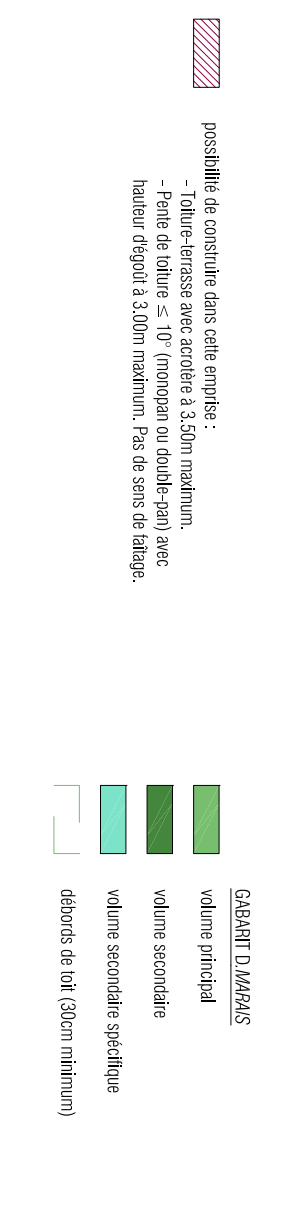 possibilité de construire dans cette emprise :
- Toiture-terrasse avec acrotère à 3.50m maximum.
- Pente de toiture ≤ 10° (monopan ou double-pan) avec
hauteur d'égoût à 3.00m maximum. Pas de sens de faîtage.
GABARIT D.MARAIS
volume principal
volume secondaire
volume secondaire spécifique
débords de toit (30cm minimum)